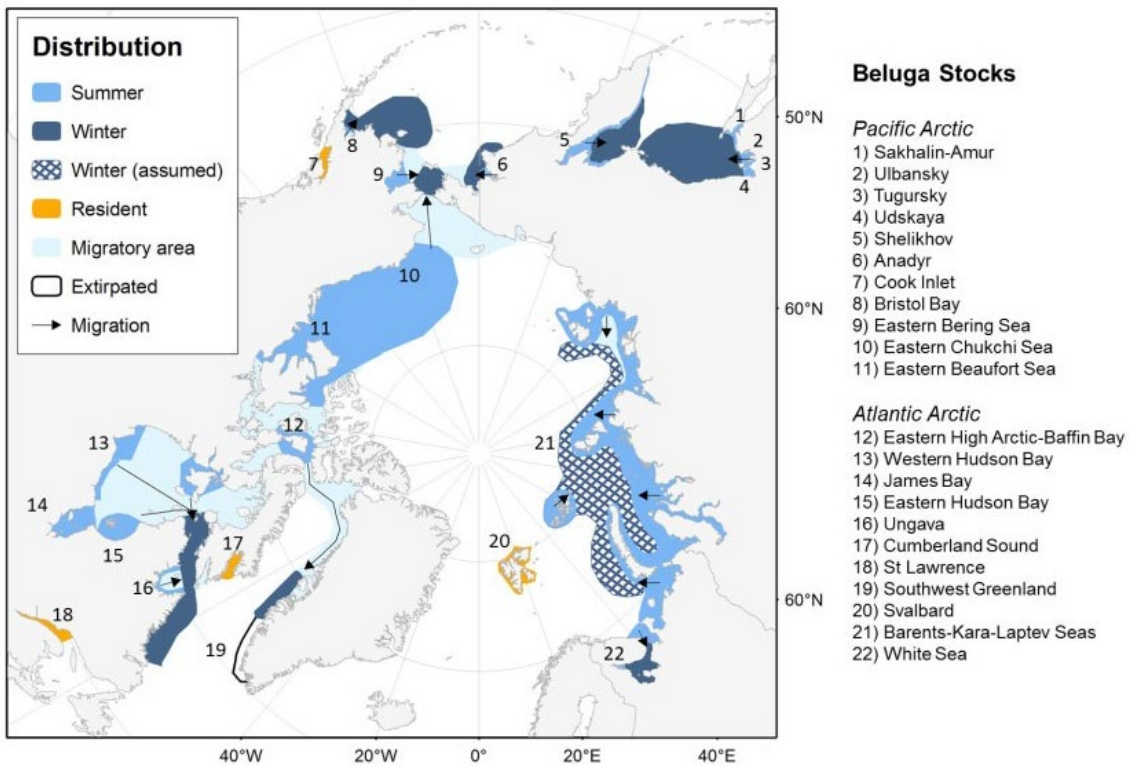 Distribution
Summer
Winter
Winter (assumed)
Resident
Migratory area
Extirpated
Migration
Beluga Stocks
Pacific Arctic
1) Sakhalin-Amur
2) Ulbansky
3) Tugursky
4) Udskaya
5) Shelikhov
6) Anadyr
7) Cook Inlet
8) Bristol Bay
9) Eastern Bering Sea
10) Eastern Chukchi Sea
11) Eastern Beaufort Sea
Atlantic Arctic
12) Eastern High Arctic-Baffin Bay
13) Western Hudson Bay
14) James Bay
15) Eastern Hudson Bay
16) Ungava
17) Cumberland Sound
18) St Lawrence
19) Southwest Greenland
20) Svalbard
21) Barents-Kara-Laptev Seas
22) White Sea
1
2
3
4
5
6
7
8
9
10
11
12
13
14
15
16
17
18
19
20
21
22
50°N
60°N
60°N
40°W
20°W
0°
20°E
40°E